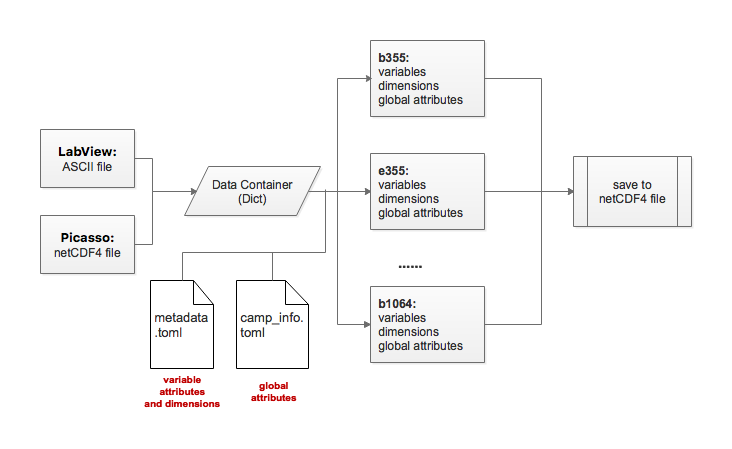 LabView:
ASCII file
Picasso:
netCDF4 file
Data Container
(Dict)
metadata
.toml
variable
attributes
and dimensions
camp_info.
toml
global
attributes
b355:
variables
dimensions
global attributes
e355:
variables
dimensions
global attributes
......
b1064:
variables
dimensions
global attributes
save to
netCDF4 file